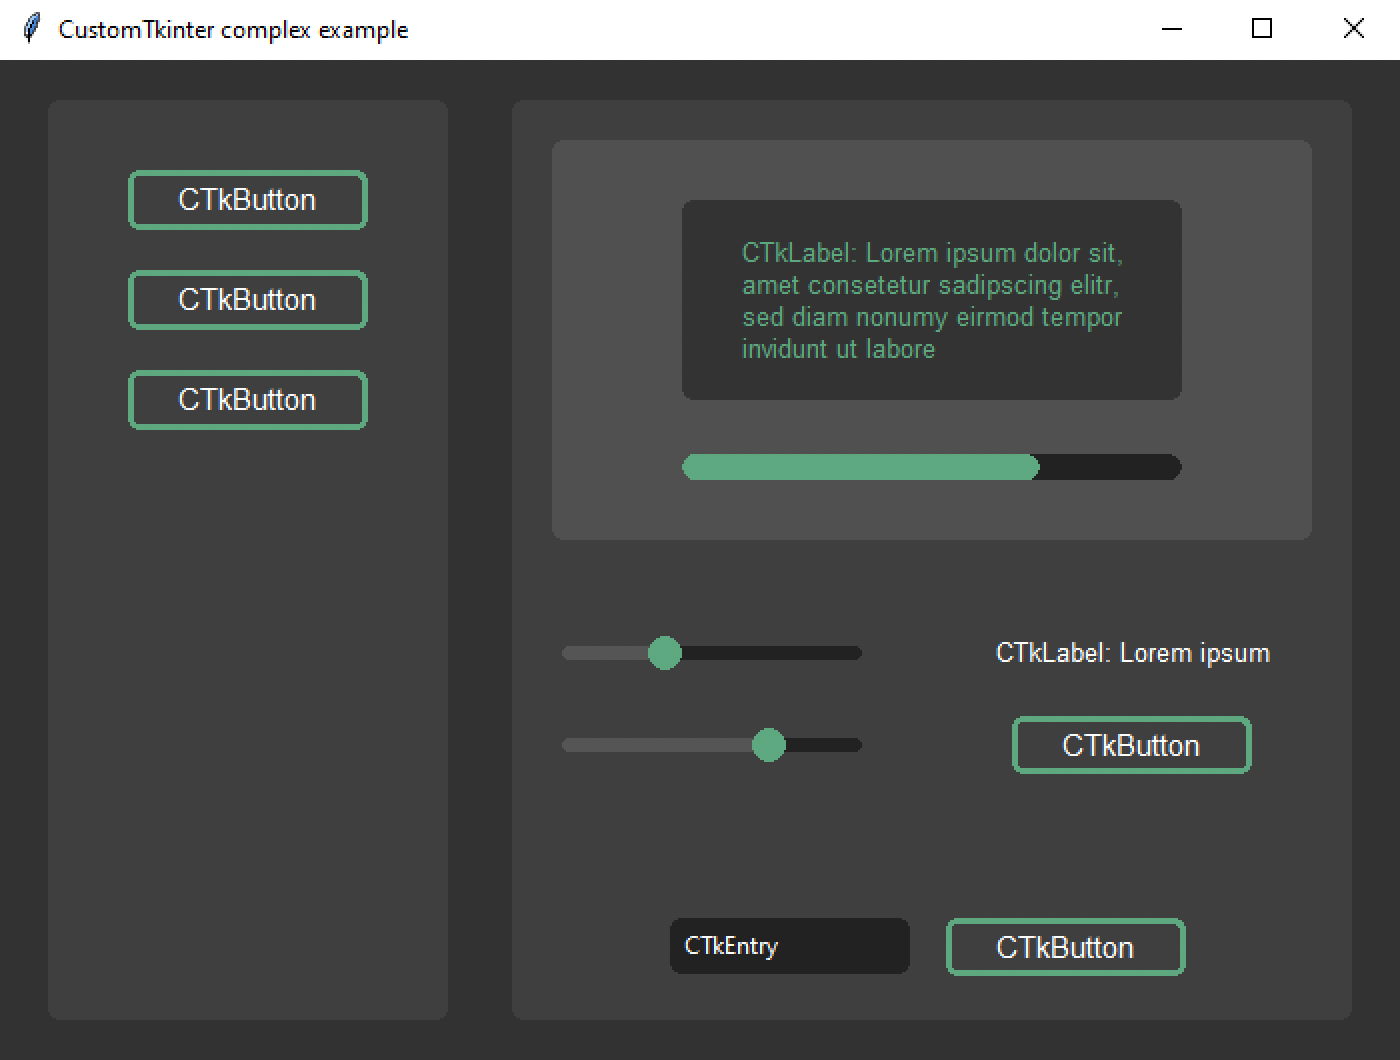 CustomTkinter complex example
CTkButton
CTkButton
CTkButton
CTkLabel: Lorem ipsum dolor sit,
amet consetetur sadipscing elitr,
sed diam nonumy eirmod tempor
invidunt ut labore
CTkLabel: Lorem ipsum
CTkButton
CTkEntry
CTkButton